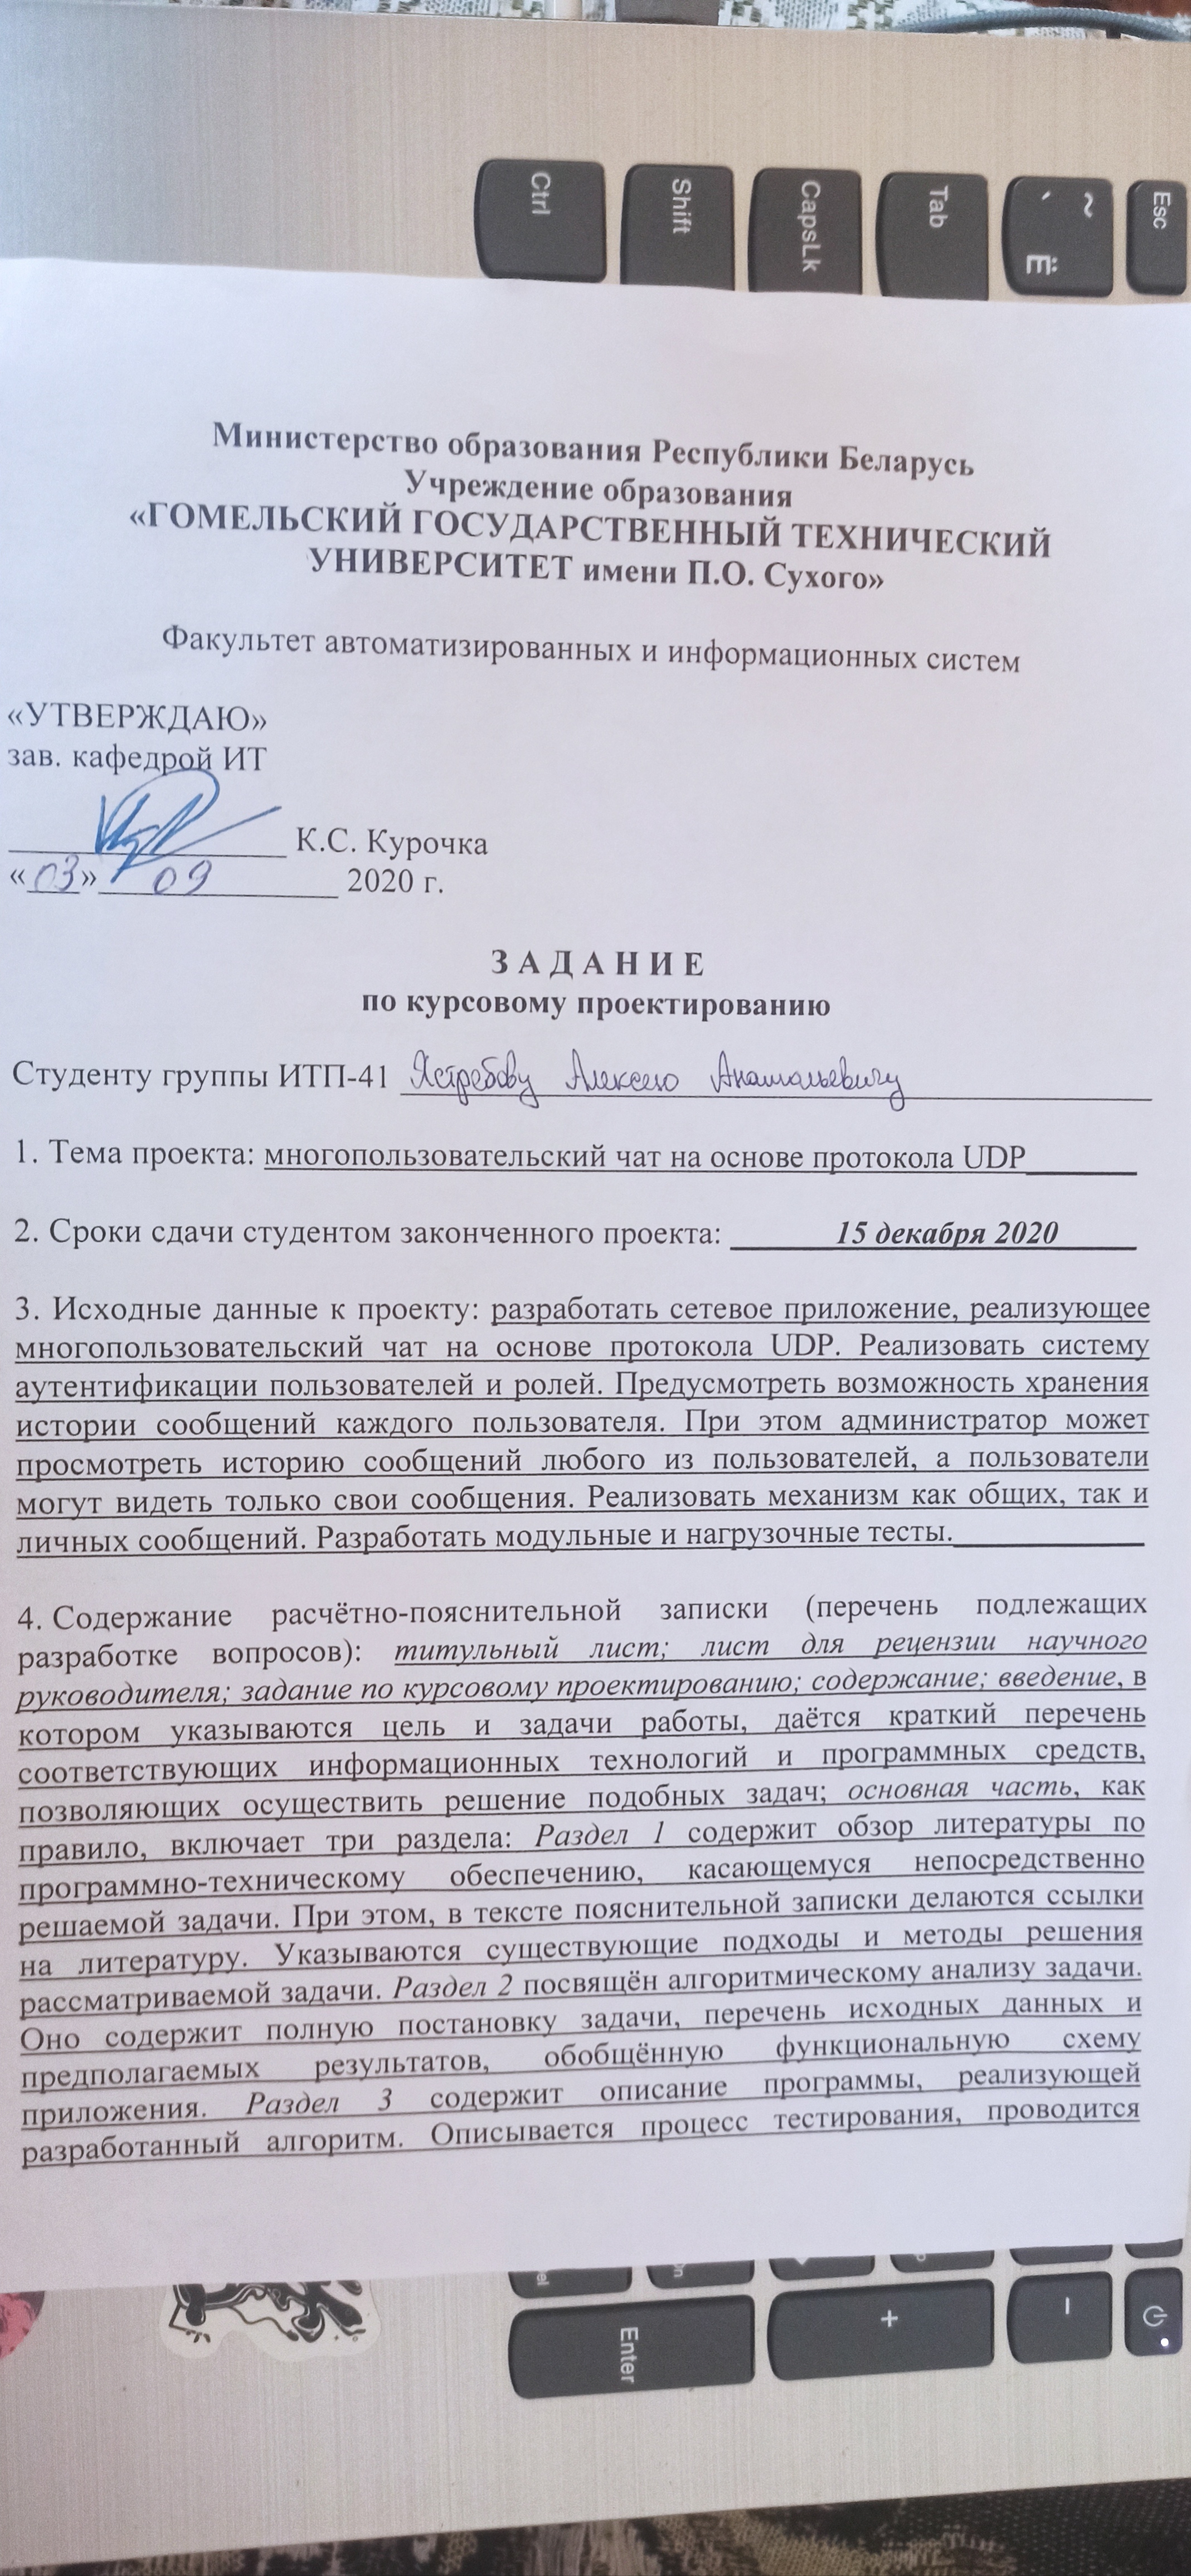 Esc
~
` Ё
Tab
CapsLk
Shift
Ctrl
Министерство образования Республики Беларусь
Учреждение образования
«ГОМЕЛЬСКИЙ ГОСУДАРСТВЕННЫЙ ТЕХНИЧЕСКИЙ
УНИВЕРСИТЕТ имени П.О. Сухого»
Факультет автоматизированных и информационных систем
«УТВЕРЖДАЮ»
зав. кафедрой ИТ
К.С. Курочка
«03» 09 2020 г.
З А Д А Н И Е
по курсовому проектированию
Студенту группы ИТП-41 Ястребову Алексею Анатольевичу
1. Тема проекта: многопользовательский чат на основе протокола UDP
2. Сроки сдачи студентом законченного проекта: 15 декабря 2020
3. Исходные данные к проекту: разработать сетевое приложение, реализующее
многопользовательский чат на основе протокола UDP. Реализовать систему
аутентификации пользователей и ролей. Предусмотреть возможность хранения
истории сообщений каждого пользователя. При этом администратор может
просмотреть историю сообщений любого из пользователей, а пользователи
могут видеть только свои сообщения. Реализовать механизм как общих, так и
личных сообщений. Разработать модульные и нагрузочные тесты.
4. Содержание расчётно-пояснительной записки (перечень подлежащих
разработке вопросов): титульный лист; лист для рецензии научного
руководителя; задание по курсовому проектированию; содержание; введение, в
котором указываются цель и задачи работы, даётся краткий перечень
соответствующих информационных технологий и программных средств,
позволяющих осуществить решение подобных задач; основная часть, как
правило, включает три раздела: Раздел 1 содержит обзор литературы по
программно-техническому обеспечению, касающемуся непосредственно
решаемой задачи. При этом, в тексте пояснительной записки делаются ссылки
на литературу. Указываются существующие подходы и методы решения
рассматриваемой задачи. Раздел 2 посвящён алгоритмическому анализу задачи.
Оно содержит полную постановку задачи, перечень исходных данных и
предполагаемых результатов, обобщённую функциональную схему
приложения. Раздел 3 содержит описание программы, реализующей
разработанный алгоритм. Описывается процесс тестирования, проводится
Enter
+
-